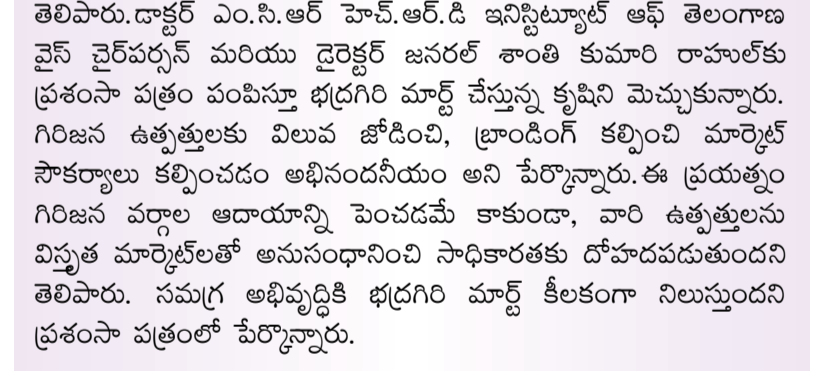 తెలిపారు.డాక్టర్ ఎం.సి.ఆర్ హెచ్.ఆర్.డి ఇనిస్టిట్యూట్ ఆఫ్ తెలంగాణ
వైస్ చైర్‌పర్సన్ మరియు డైరెక్టర్ జనరల్ శాంతి కుమారి రాహుల్‌కు
ప్రశంసా పత్రం పంపిస్తూ భద్రగిరి మార్ట్ చేస్తున్న కృషిని మెచ్చుకున్నారు.
గిరిజన ఉత్పత్తులకు విలువ జోడించి, బ్రాండింగ్ కల్పించి మార్కెట్
సౌకర్యాలు కల్పించడం అభినందనీయం అని పేర్కొన్నారు.ఈ ప్రయత్నం
గిరిజన వర్గాల ఆదాయాన్ని పెంచడమే కాకుండా, వారి ఉత్పత్తులను
విస్తృత మార్కెట్‌లతో అనుసంధానించి సాధికారతకు దోహదపడుతుందని
తెలిపారు. సమగ్ర అభివృద్ధికి భద్రగిరి మార్ట్ కీలకంగా నిలుస్తుందని
ప్రశంసా పత్రంలో పేర్కొన్నారు.